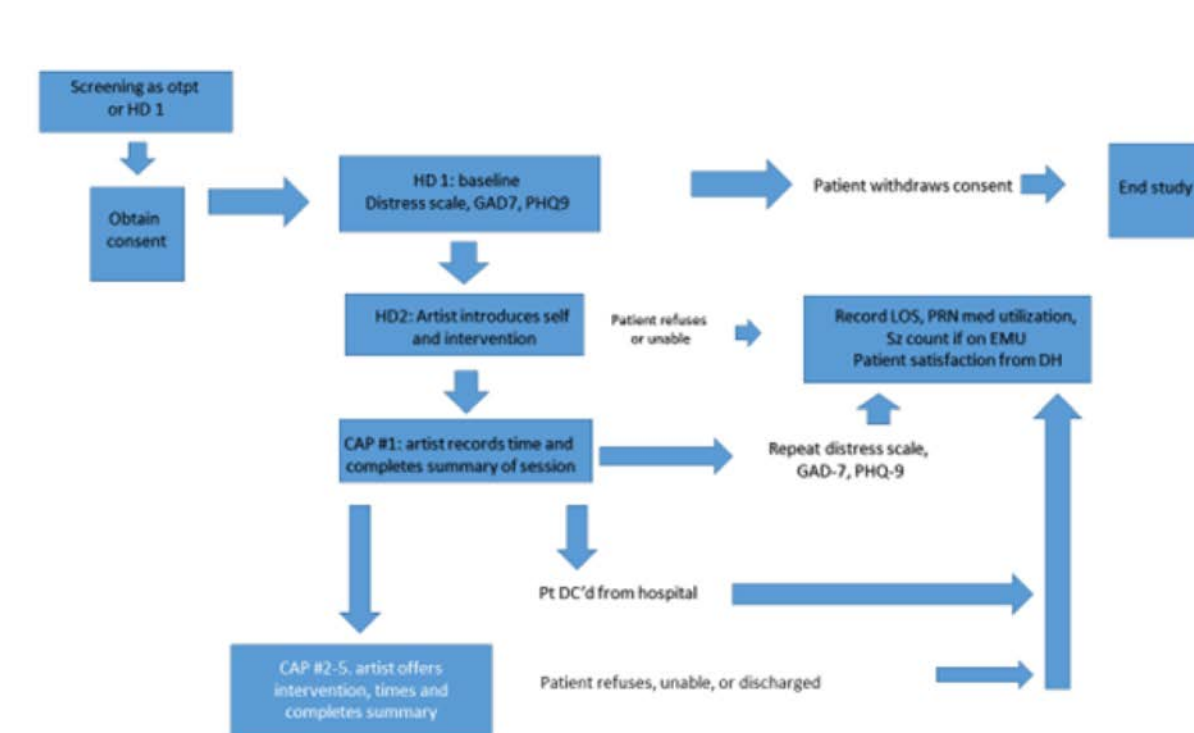 Screening as otpt
or HD 1
Obtain
consent
HD 1: baseline
Distress scale, GAD7, PHQ9
Patient withdraws consent
End study
HD2: Artist introduces self
and intervention
Patient refuses
or unable
Record LOS, PRN med utilization,
Sz count if on EMU
Patient satisfaction from DH
CAP #1: artist records time and
completes summary of session
Repeat distress scale,
GAD-7, PHQ-9
Pt DC'd from hospital
CAP #2-5. artist offers
intervention, times and
completes summary
Patient refuses, unable, or discharged